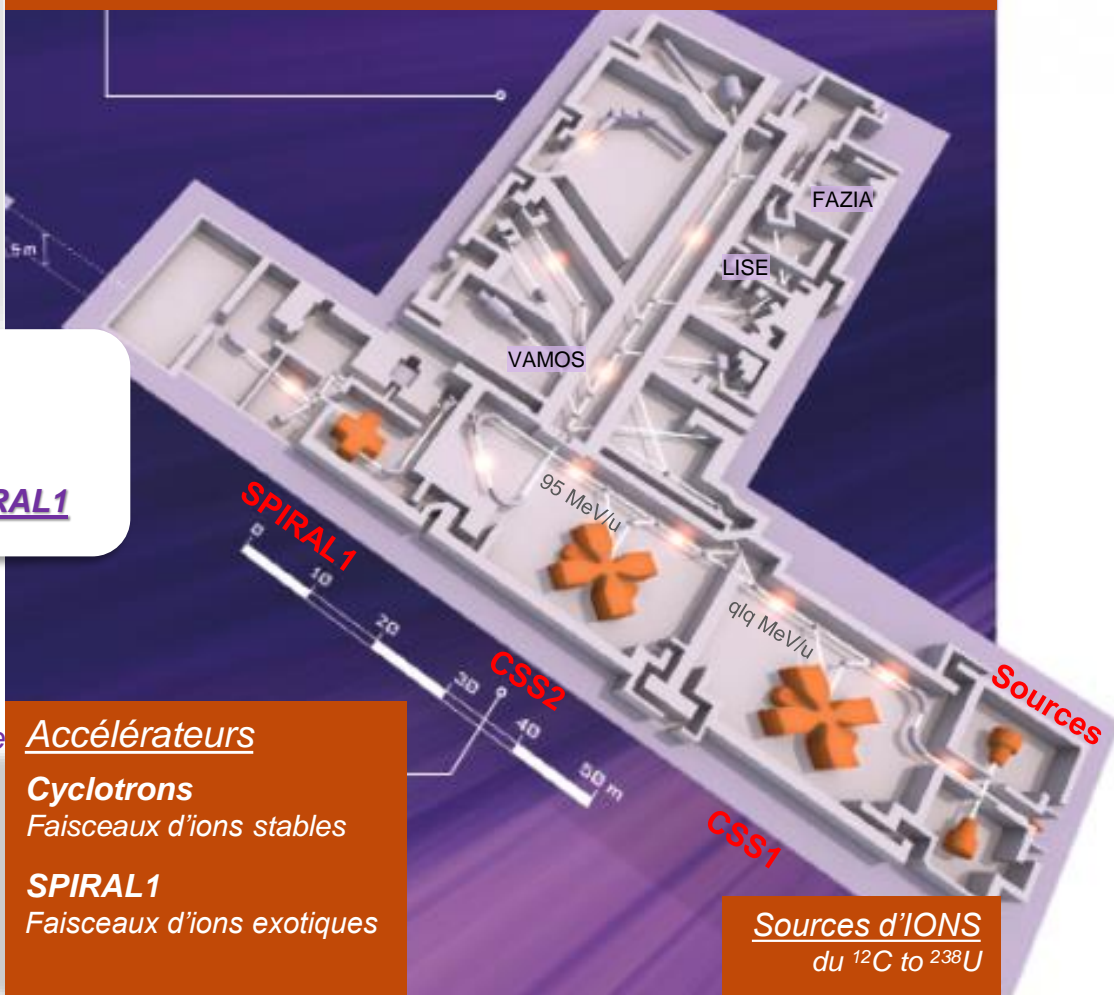 FAZIA
LISE
VAMOS
RAL1
95 MeV/u
qlq MeV/u
SPIRAL1
CSS2
CSS1
Sources
0
10
20
30
40
50 m
Accélérateurs
Cyclotrons
Faisceaux d'ions stables
SPIRAL1
Faisceaux d'ions exotiques
Sources d'IONS
du ¹²C to ²³⁸U